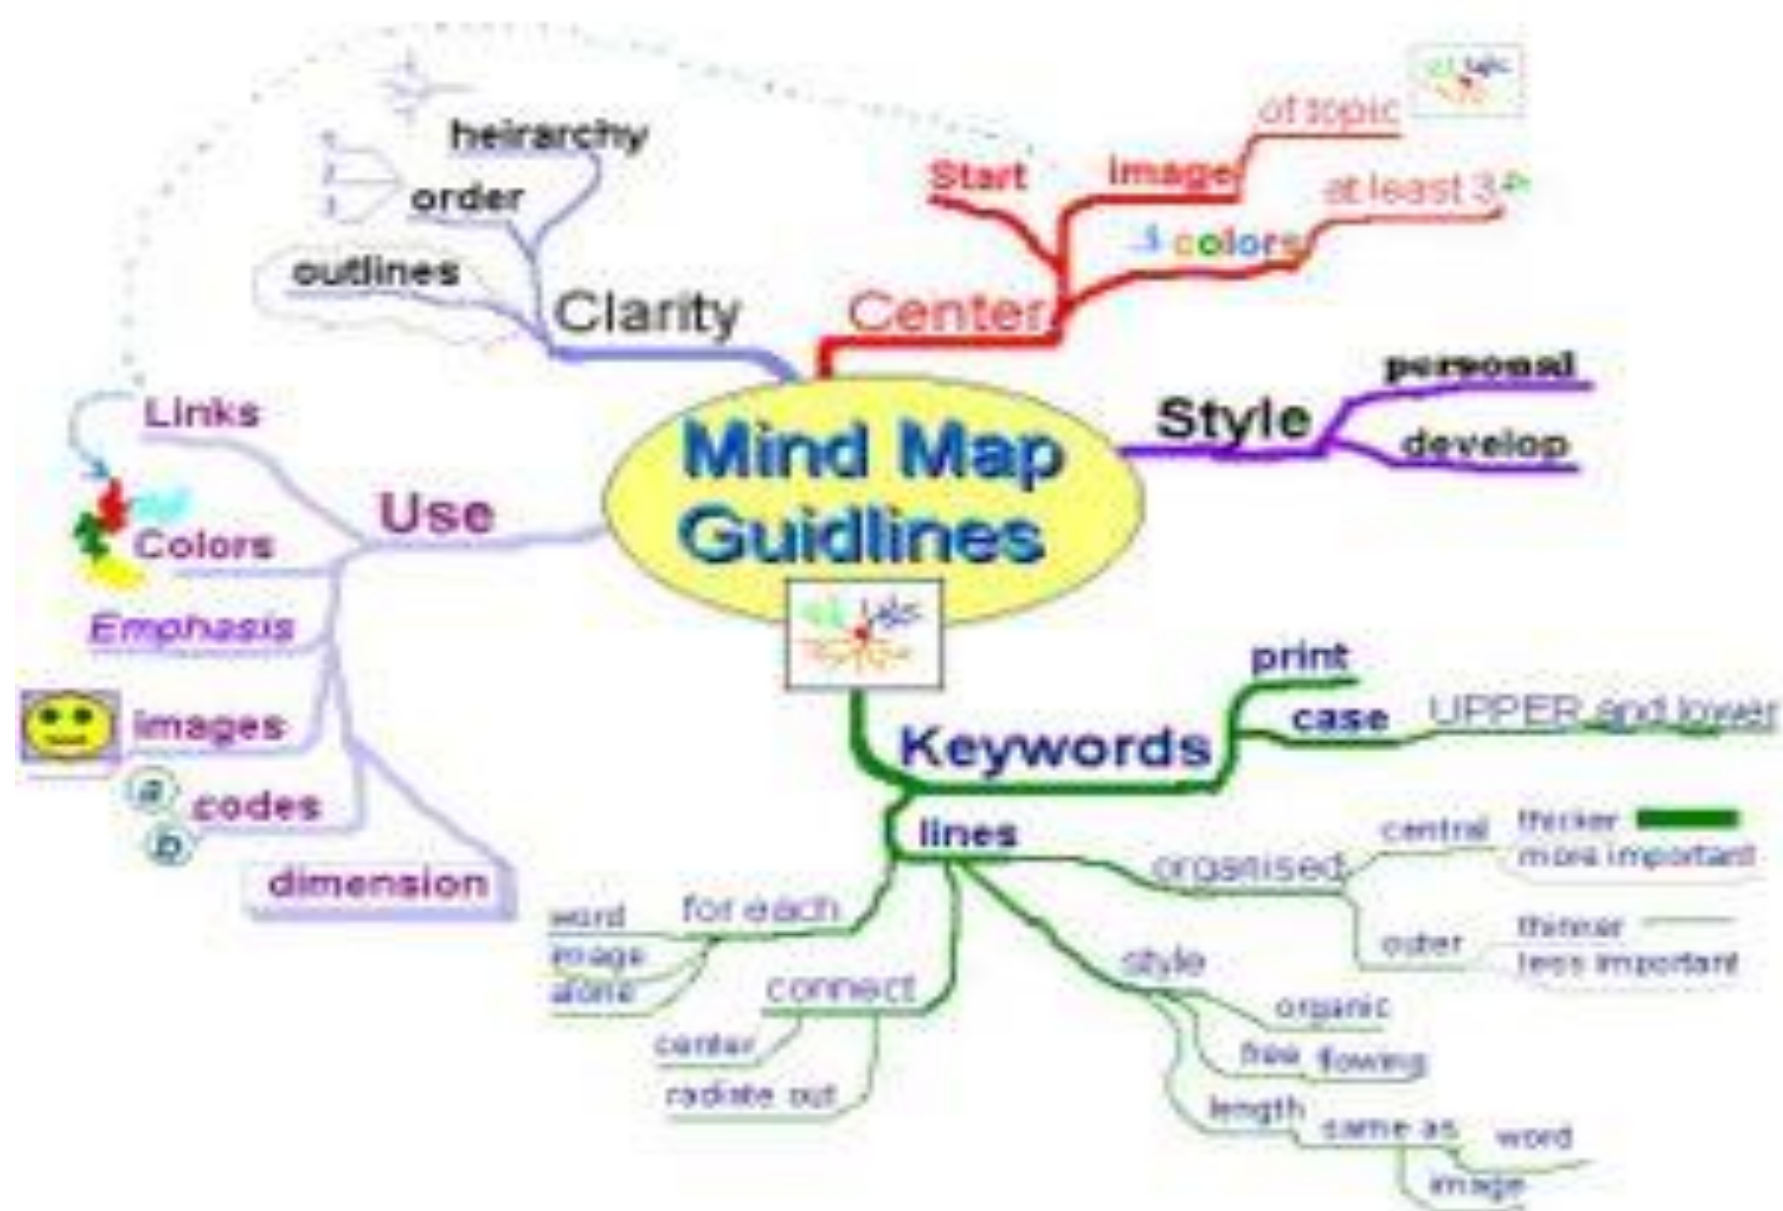 Mind Map
Guidlines
Center
Start
image
of topic
colors
at least 3
Style
personal
develop
Keywords
print
case
UPPER and lower
lines
organised
central
thicker
more important
outer
thinner
less important
style
organic
free flowing
length
same as
word
image
connect
center
radiate out
for each
word
image
alone
Use
Links
Colors
Emphasis
images
codes
a
b
dimension
Clarity
heirarchy
order
outlines